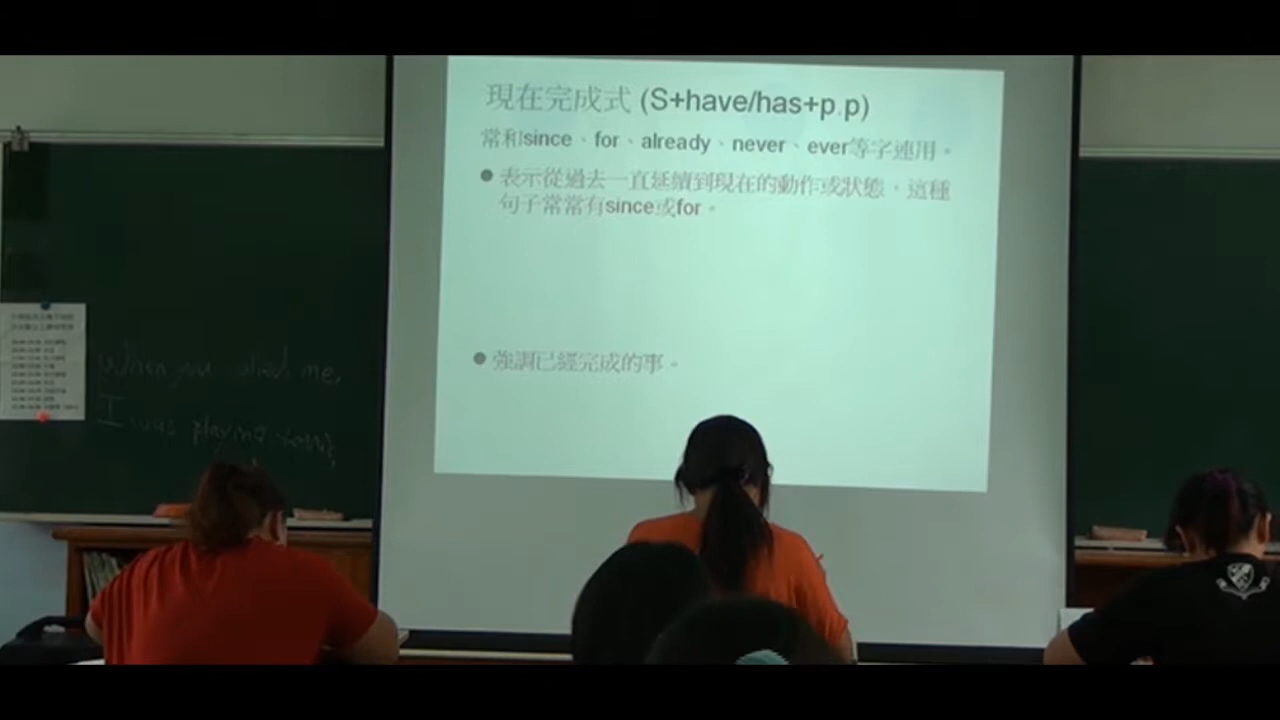 現在完成式 (S+have/has+p.p)
常和since、for、already、never、ever等字連用。
● 表示從過去一直延續到現在的動作或狀態，這種
句子常常有since或for。
● 強調已經完成的事。
When you me,
I was playing